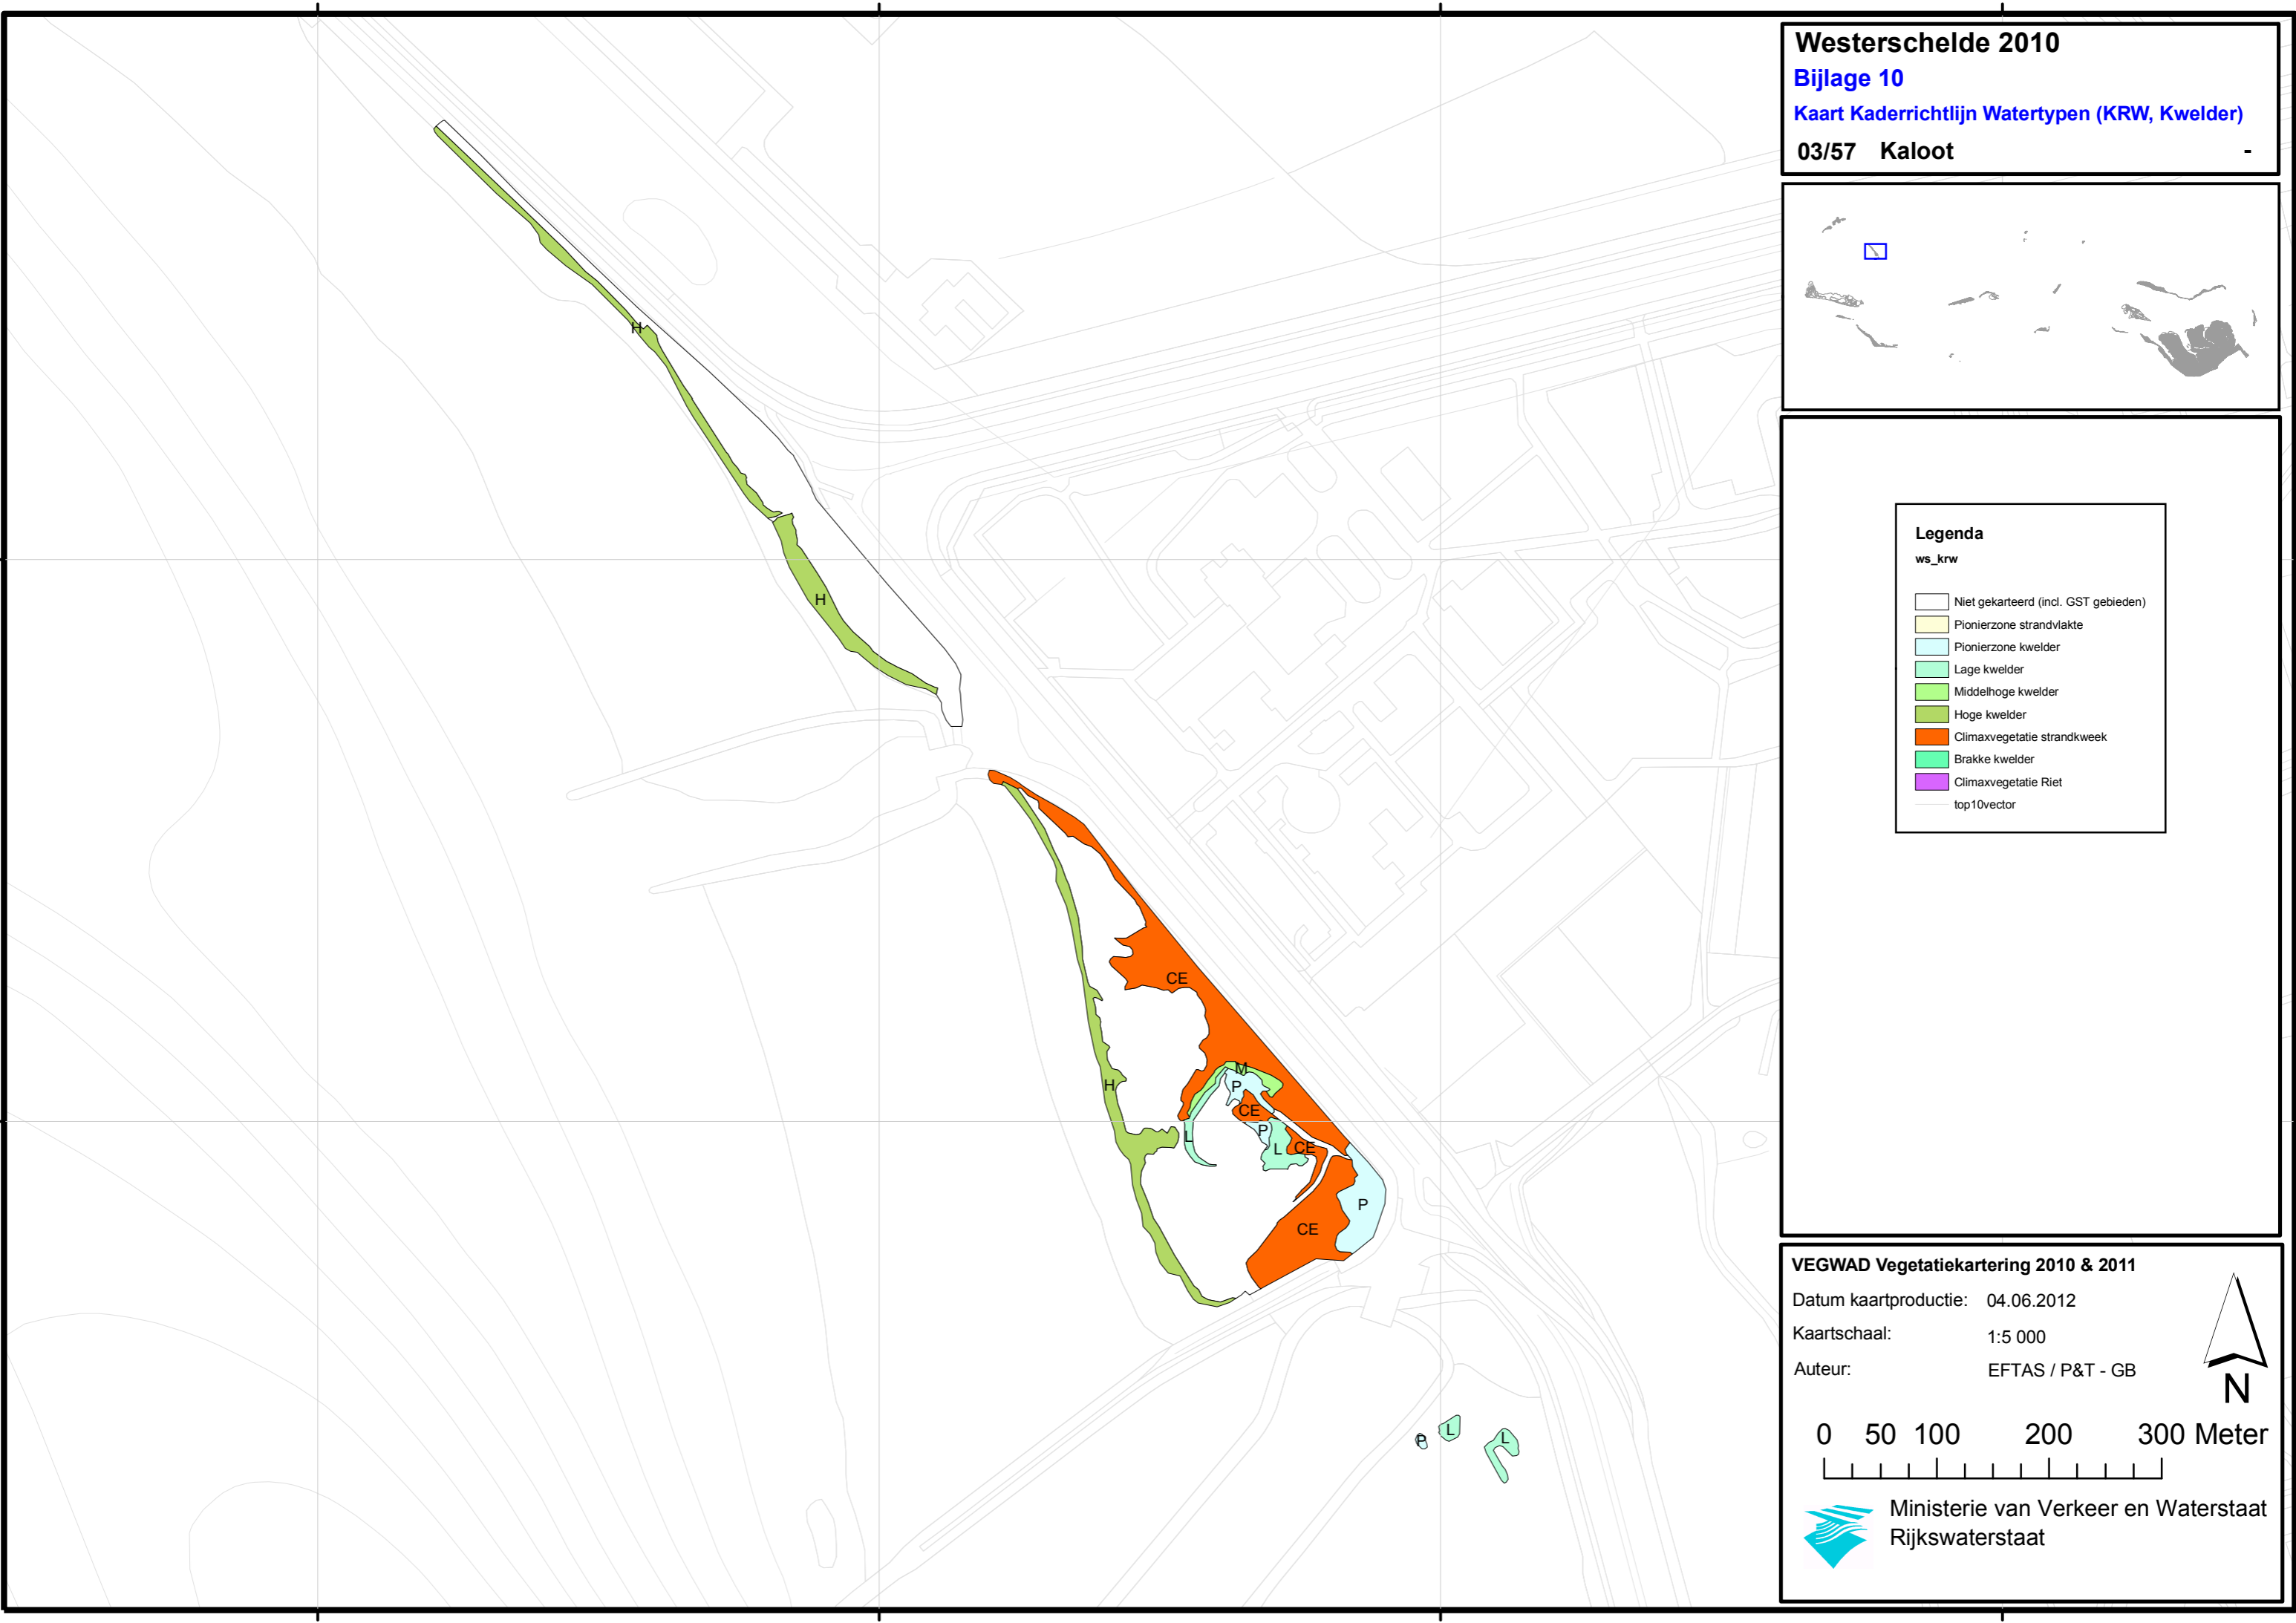 Westerschelde 2010
Bijlage 10
Kaart Kaderrichtlijn Watertypen (KRW, Kwelder)
03/57 Kaloot -
Legenda
ws_krw
Niet gekarteerd (incl. GST gebieden)
Pionierzone strandvlakte
Pionierzone kwelder
Lage kwelder
Middelhoge kwelder
Hoge kwelder
Climaxvegetatie strandkweek
Brakke kwelder
Climaxvegetatie Riet
top10vector
H
H
CE
M
P
H
CE
P
L
L
CE
P
CE
L
P
L
VEGWAD Vegetatiekartering 2010 & 2011
Datum kaartproductie: 04.06.2012
Kaartschaal: 1:5 000
Auteur: EFTAS / P&T - GB
N
0 50 100 200 300 Meter
Ministerie van Verkeer en Waterstaat
Rijkswaterstaat